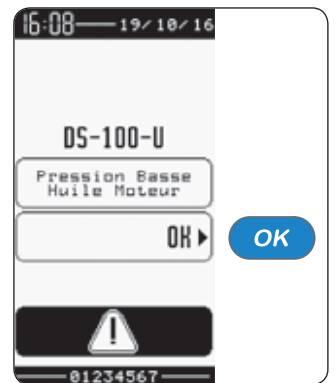 16:08 19/10/16
DS-100-U
Pression Basse
Huile Moteur
OK
OK
!
01234567